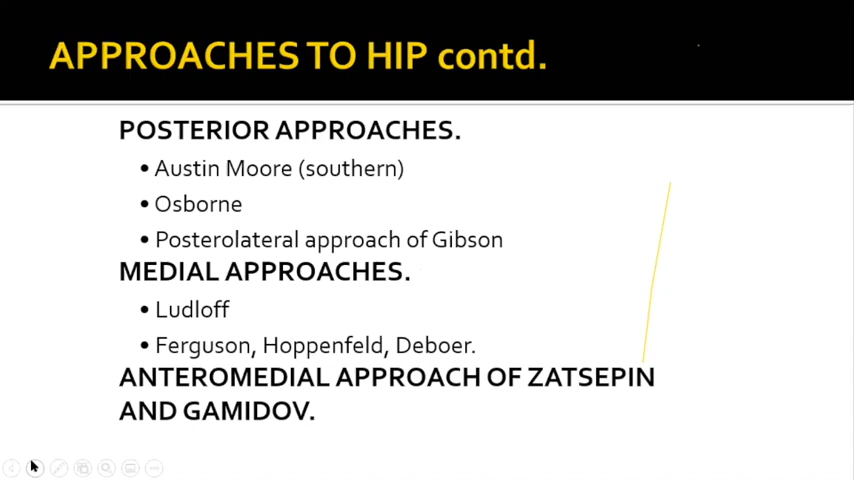 APPROACHES TO HIP contd.
POSTERIOR APPROACHES.
• Austin Moore (southern)
• Osborne
• Posterolateral approach of Gibson
MEDIAL APPROACHES.
• Ludloff
• Ferguson, Hoppenfeld, Deboer.
ANTEROMEDIAL APPROACH OF ZATSEPIN
AND GAMIDOV.